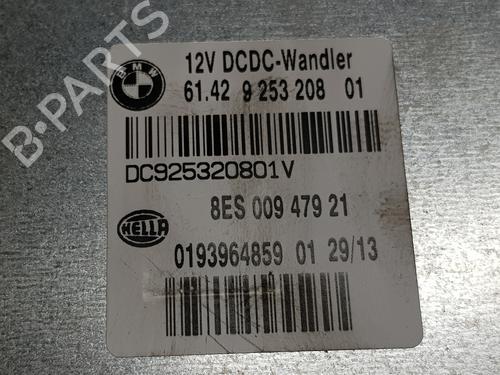 B-PARTS
BMW
12V DCDC-Wandler
61.42 9 253 208 01
DC925320801V
8ES 009 479 21
HELLA
0193964859 01 29/13